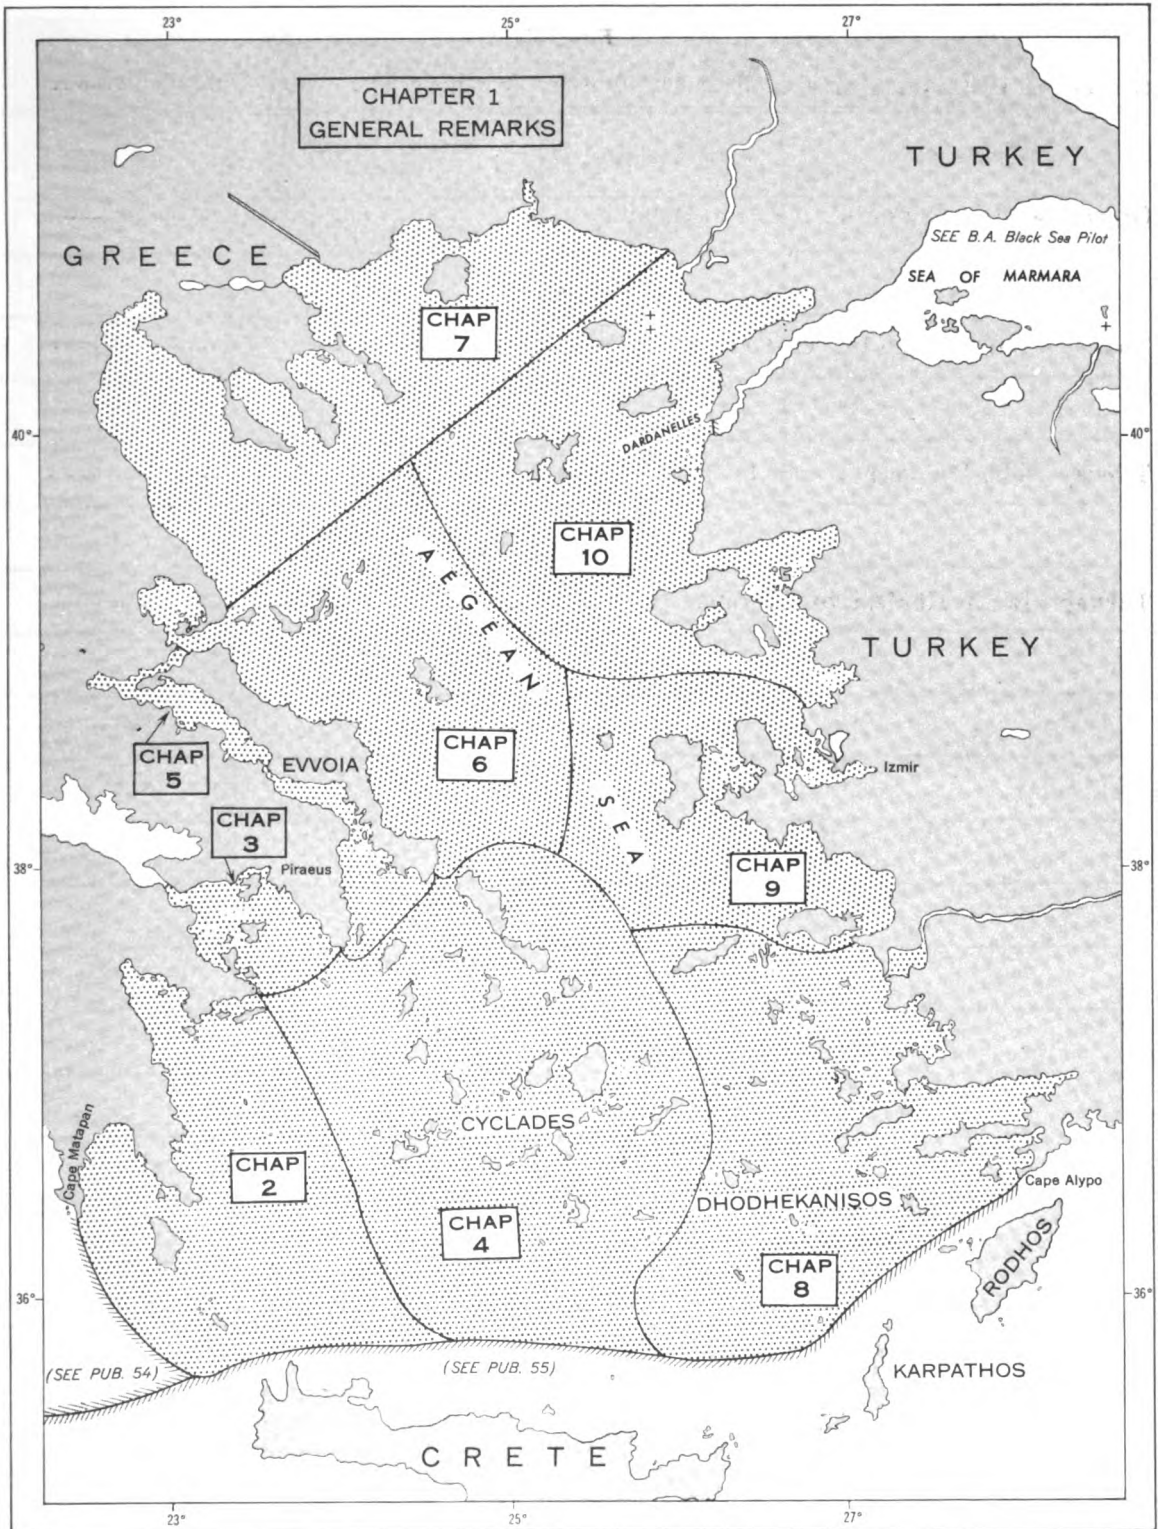 23°
25°
27°
CHAPTER 1
GENERAL REMARKS
TURKEY
SEE B.A. Black Sea Pilot
GREECE
SEA OF MARMARA
CHAP
7
40°
40°
DARDANELLES
CHAP
10
AEGEAN
TURKEY
CHAP
5
EVVOIA
CHAP
6
Izmir
SEA
CHAP
3
Piraeus
38°
38°
CHAP
9
Cape Matapan
CYCLADES
CHAP
2
Cape Alypo
DHODHEKANISOS
CHAP
4
RODHOS
CHAP
8
36°
36°
(SEE PUB. 54)
(SEE PUB. 55)
KARPATHOS
CRETE
23°
25°
27°